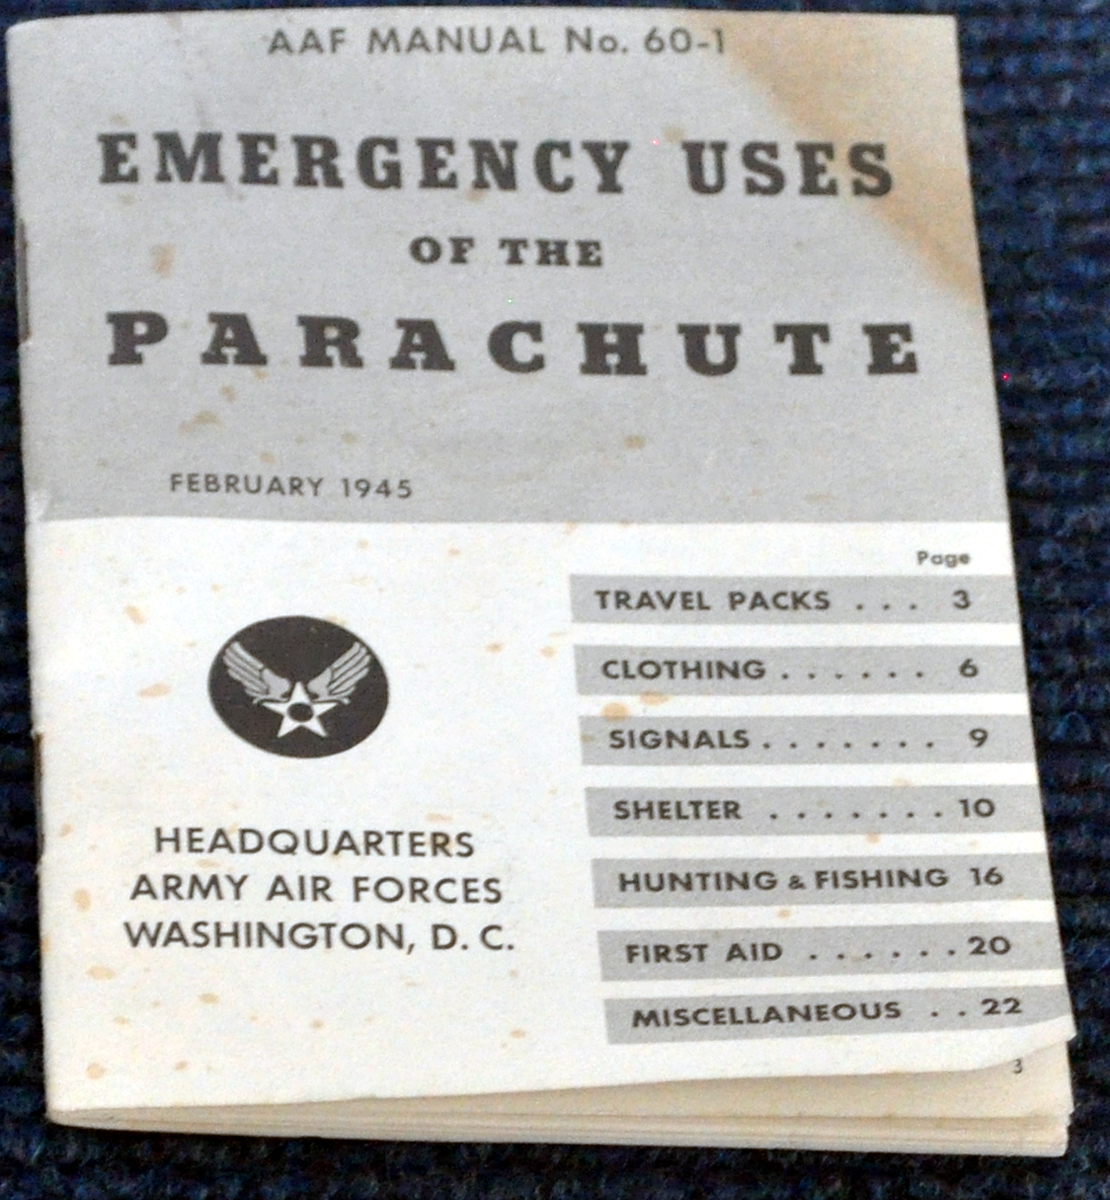 AAF MANUAL No. 60-1
EMERGENCY USES
OF THE
PARACHUTE
FEBRUARY 1945
HEADQUARTERS
ARMY AIR FORCES
WASHINGTON, D. C.
Page
TRAVEL PACKS . . . 3
CLOTHING . . . . . . 6
SIGNALS . . . . . . . 9
SHELTER . . . . . . . 10
HUNTING & FISHING 16
FIRST AID . . . . . . 20
MISCELLANEOUS . . 22
3